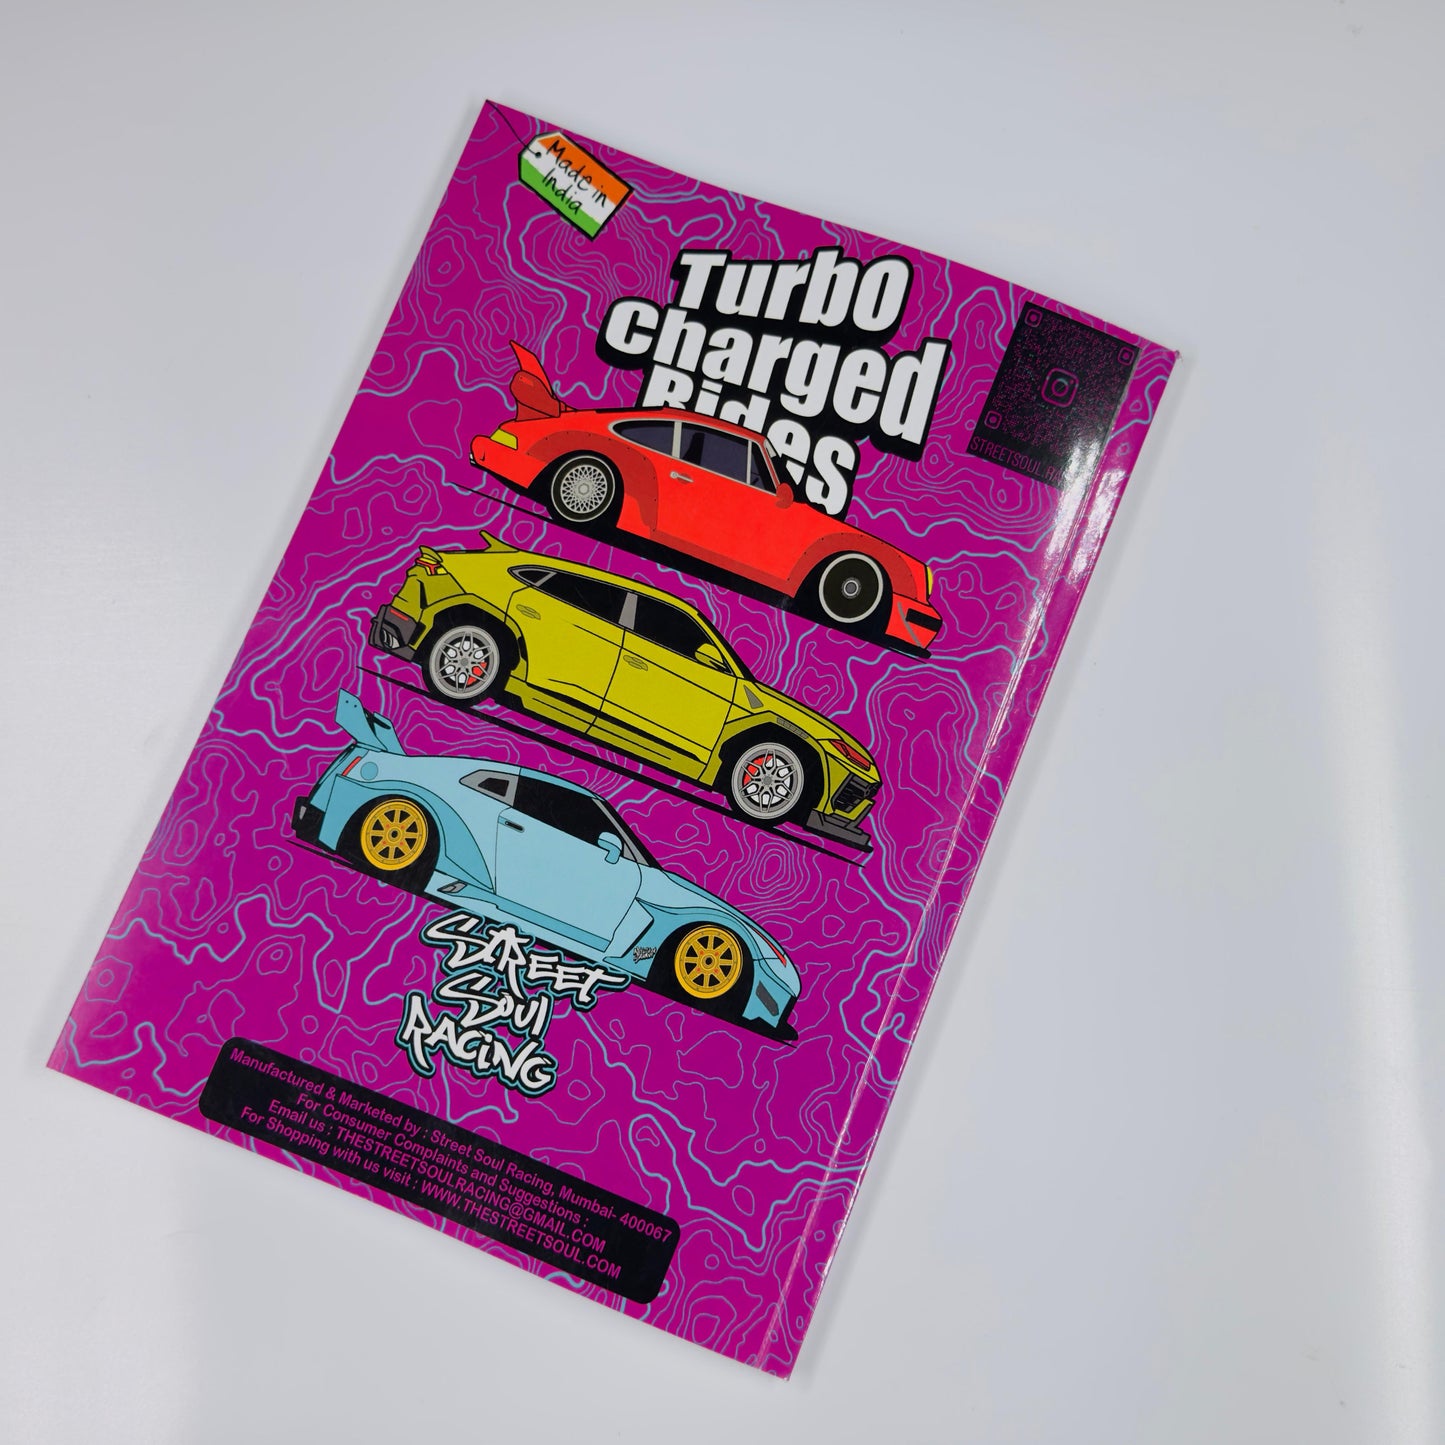 Made in
India
Turbo
charged
Rides
STREETSOUL.R
STREET
SOUL
RACING
Manufactured & Marketed by : Street Soul Racing, Mumbai- 400067
For Consumer Complaints and Suggestions :
Email us : THESTREETSOULRACING@GMAIL.COM
For Shopping with us visit : WWW.THESTREETSOUL.COM